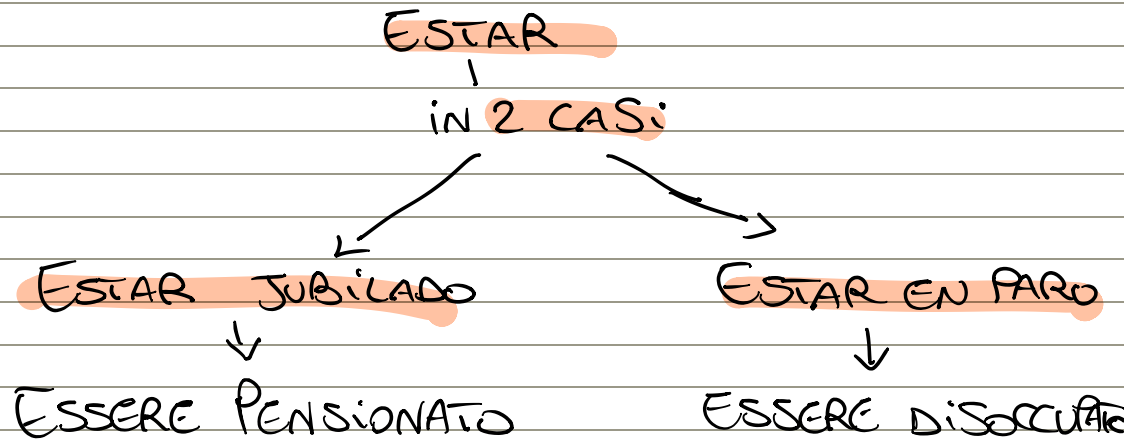 ESTAR
in 2 CASi
ESTAR JUBiLADO
ESTAR EN PARO
ESSERE PENSIONATO
ESSERE DiSOCCUPATO